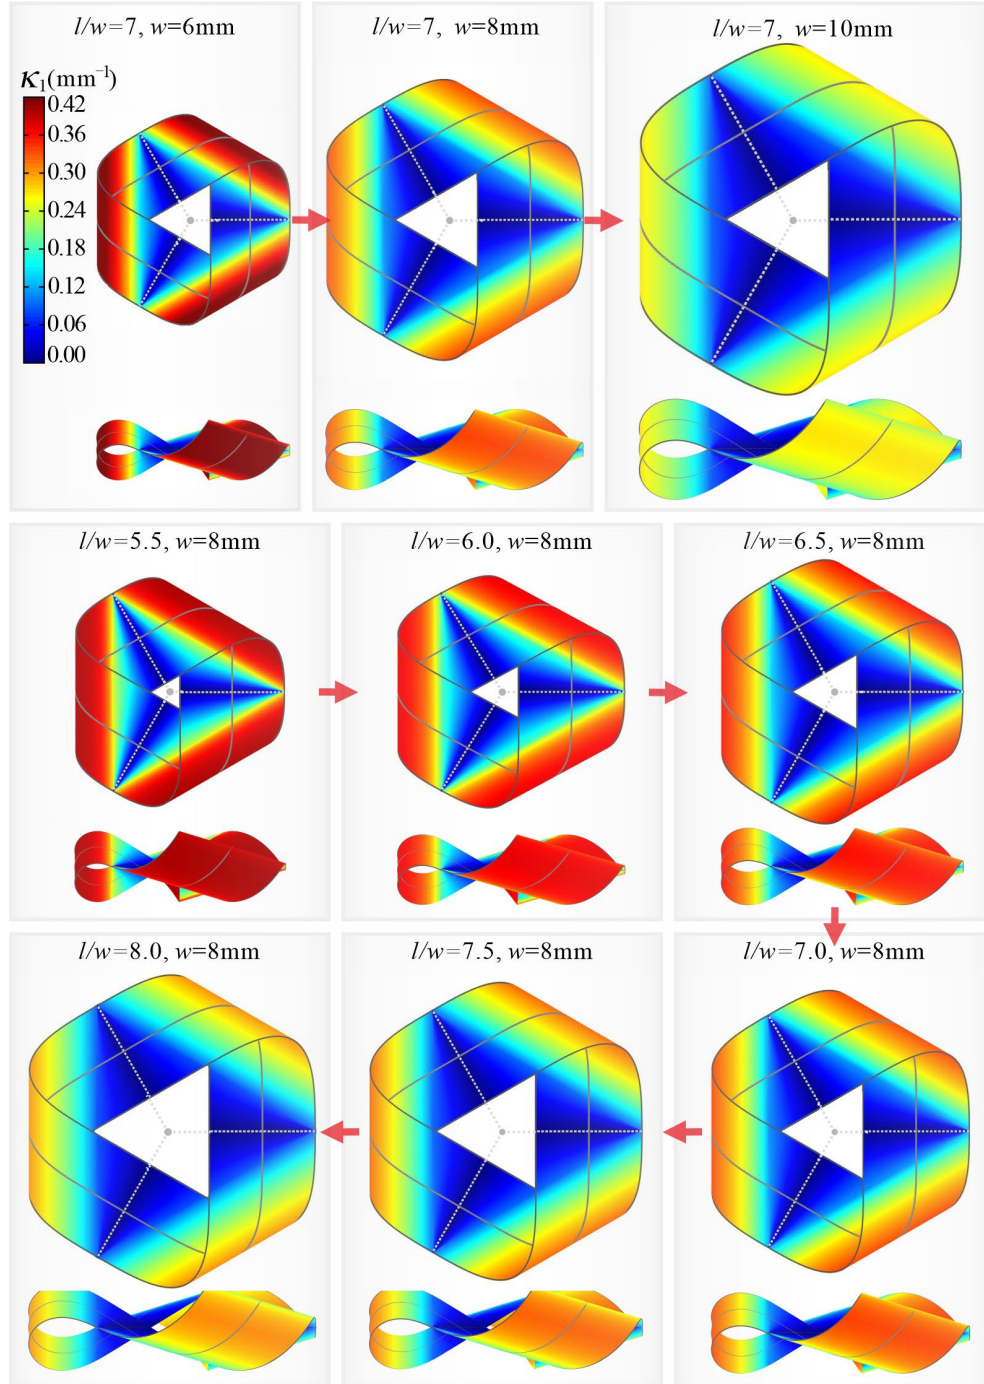 l/w=7, w=6mm
l/w=7, w=8mm
l/w=7, w=10mm
κ₁(mm⁻¹)
0.42
0.36
0.30
0.24
0.18
0.12
0.06
0.00
l/w=5.5, w=8mm
l/w=6.0, w=8mm
l/w=6.5, w=8mm
l/w=8.0, w=8mm
l/w=7.5, w=8mm
l/w=7.0, w=8mm